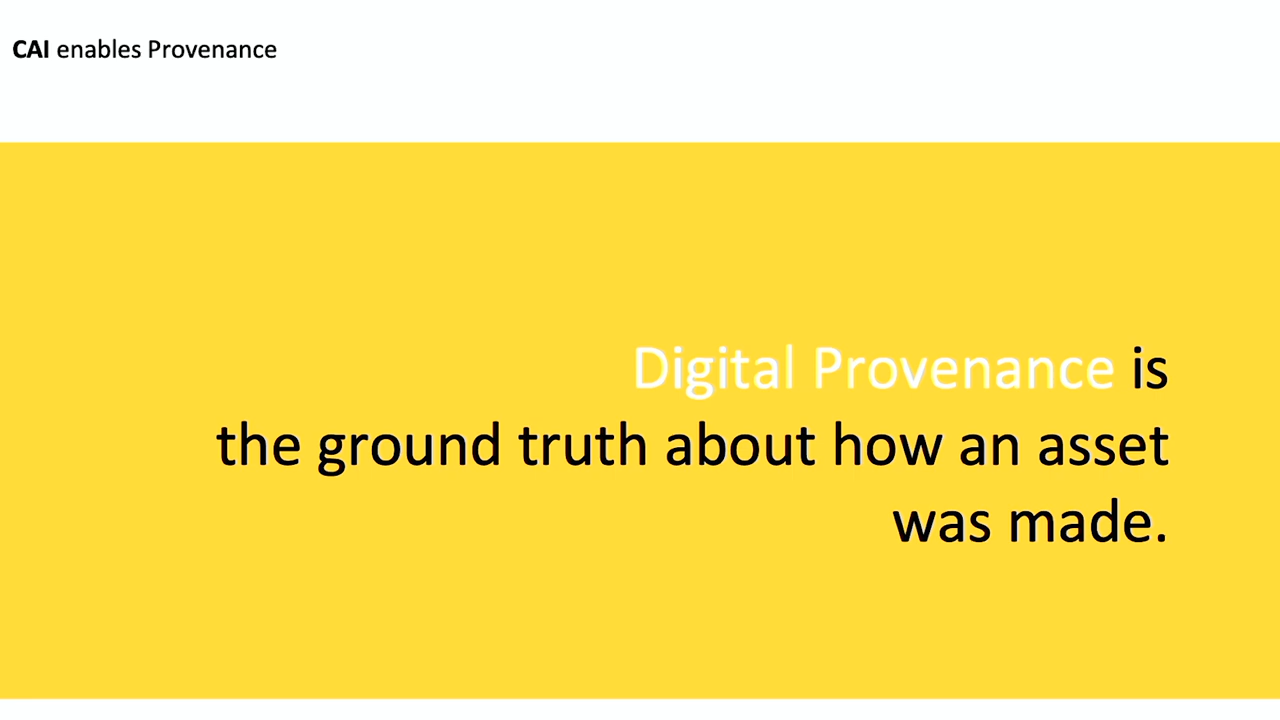 CAI enables Provenance
Digital Provenance is
the ground truth about how an asset
was made.